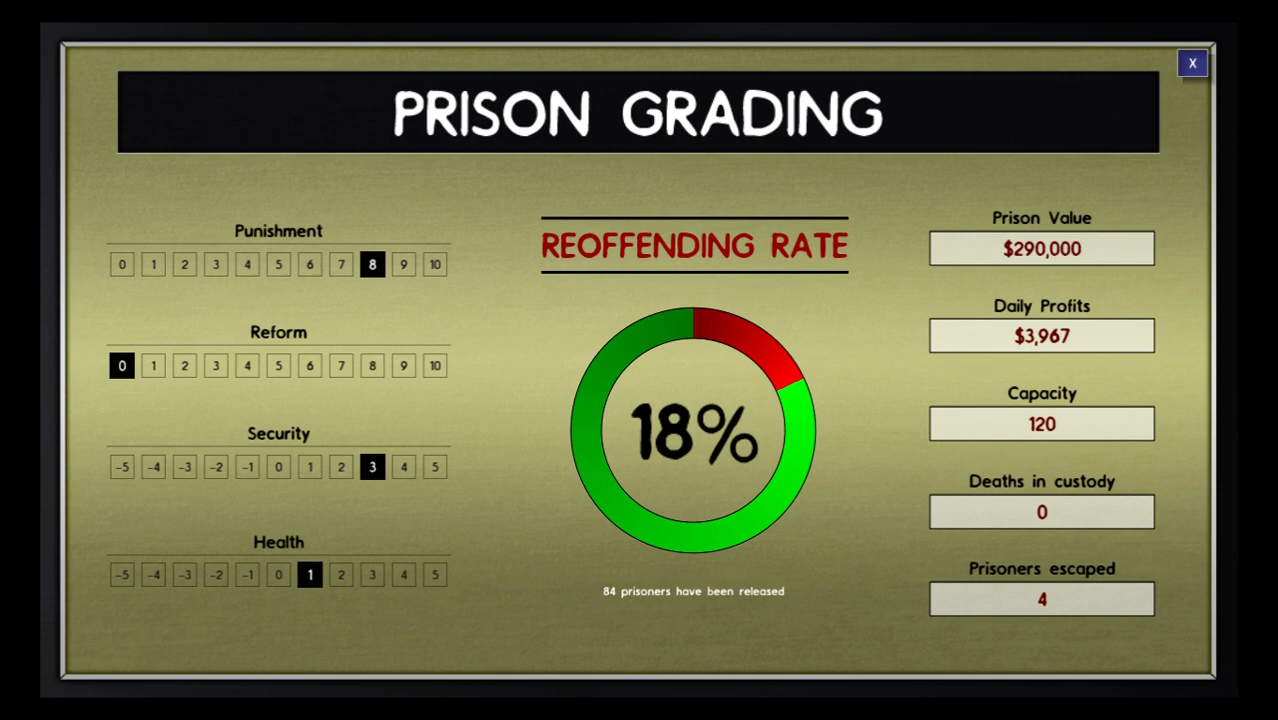 X
PRISON GRADING
Punishment
0 1 2 3 4 5 6 7 8 9 10
Reform
0 1 2 3 4 5 6 7 8 9 10
Security
-5 -4 -3 -2 -1 0 1 2 3 4 5
Health
-5 -4 -3 -2 -1 0 1 2 3 4 5
REOFFENDING RATE
18%
84 prisoners have been released
Prison Value
$290,000
Daily Profits
$3,967
Capacity
120
Deaths in custody
0
Prisoners escaped
4